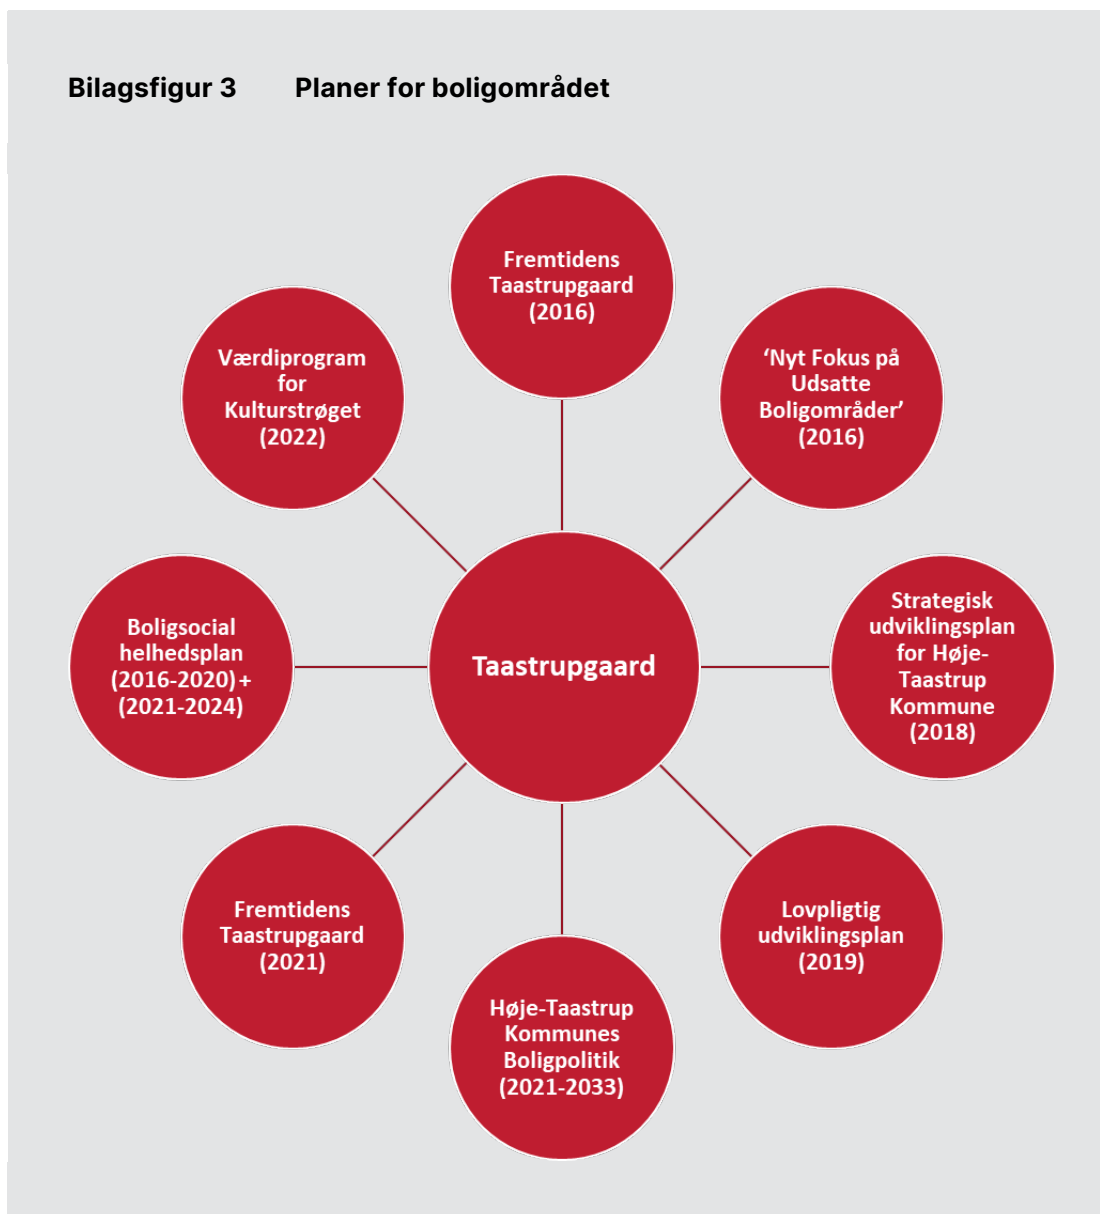 Bilagsfigur 3 Planer for boligområdet
Fremtidens
Taastrupgaard
(2016)
‘Nyt Fokus på
Udsatte
Boligområder’
(2016)
Strategisk
udviklingsplan
for Høje-
Taastrup
Kommune
(2018)
Lovpligtig
udviklingsplan
(2019)
Høje-Taastrup
Kommunes
Boligpolitik
(2021-2033)
Fremtidens
Taastrupgaard
(2021)
Boligsocial
helhedsplan
(2016-2020) +
(2021-2024)
Værdiprogram
for
Kulturstrøget
(2022)
Taastrupgaard